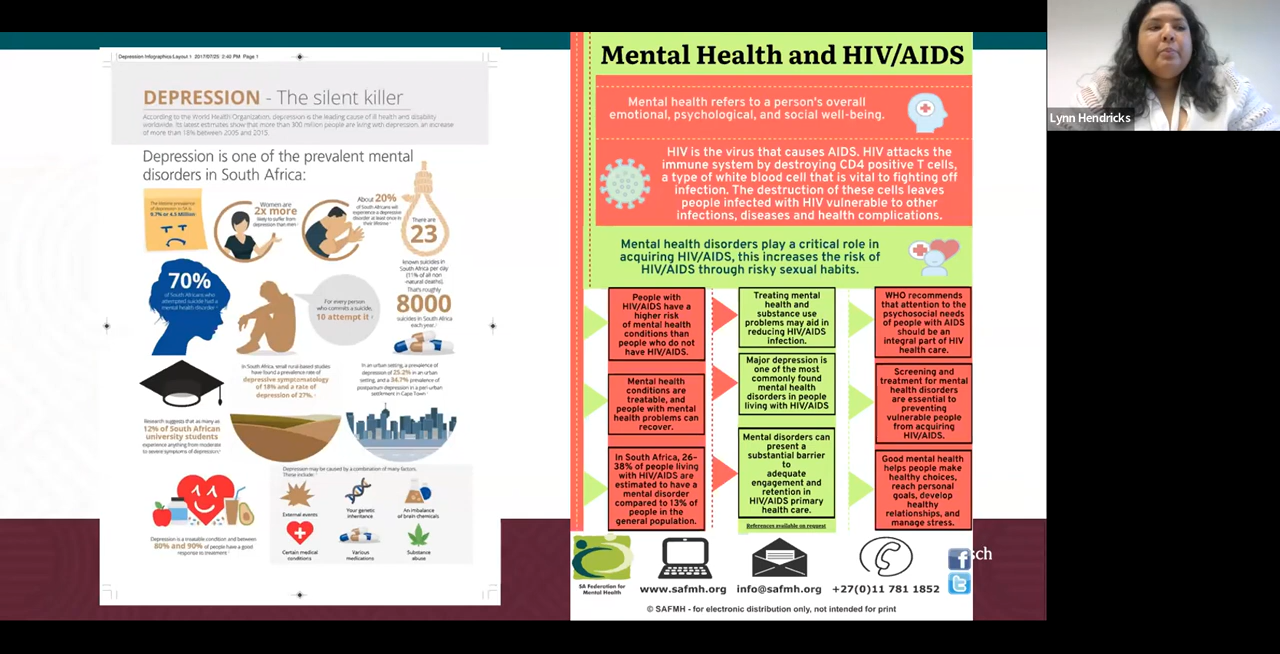 Depression Infographics Layout 1 2017/07/25 2:40 PM Page 1
DEPRESSION - The silent killer
According to the World Health Organization, depression is the leading cause of ill health and disability
worldwide. Its latest estimates show that more than 300 million people are living with depression, an increase
of more than 18% between 2005 and 2015.
Depression is one of the prevalent mental
disorders in South Africa:
The lifetime prevalence
of depression in SA is
9.7% or 4.5 Million
Women are
2x more
likely to suffer from
depression than men
About 20%
of South Africans will
experience a depressive
disorder at least once in
their lifetime
There are
23
known suicides in
South Africa per day
(11% of all non
natural deaths).
That's roughly
8000
suicides in South Africa
each year.
70%
of South Africans who
attempted suicide had a
mental health disorder
For every person
who commits a suicide,
10 attempt it
In South Africa, small rural-based studies
have found a prevalence rate of
depressive symptomatology
of 18% and a rate of
depression of 27%.
In an urban setting, a prevalence of
depression of 25.2% in an urban
setting, and a 34.7% prevalence of
postpartum depression in a peri urban
settlement in Cape Town
Research suggests that as many as
12% of South African
university students
experience anything from moderate
to severe symptoms of depression
Depression is a treatable condition and between
80% and 90% of people have a good
response to treatment
Depression may be caused by a combination of many factors.
These include:
External events
Your genetic
inheritance
An imbalance
of brain chemicals
Certain medical
conditions
Various
medications
Substance
abuse
Mental Health and HIV/AIDS
Mental health refers to a person's overall
emotional, psychological, and social well-being.
HIV is the virus that causes AIDS. HIV attacks the
immune system by destroying CD4 positive T cells,
a type of white blood cell that is vital to fighting off
infection. The destruction of these cells leaves
people infected with HIV vulnerable to other
infections, diseases and health complications.
Mental health disorders play a critical role in
acquiring HIV/AIDS, this increases the risk of
HIV/AIDS through risky sexual habits.
People with
HIV/AIDS have a
higher risk
of mental health
conditions than
people who do not
have HIV/AIDS.
Treating mental
health and
substance use
problems may aid in
reducing HIV/AIDS
infection.
WHO recommends
that attention to the
psychosocial needs
of people with AIDS
should be an
integral part of HIV
health care.
Mental health
conditions are
treatable, and
people with mental
health problems can
recover.
Major depression is
one of the most
commonly found
mental health
disorders in people
living with HIV/AIDS
Screening and
treatment for mental
health disorders
are essential to
preventing
vulnerable people
from acquiring
HIV/AIDS.
In South Africa, 26-
38% of people living
with HIV/AIDS are
estimated to have a
mental disorder
compared to 13% of
people in the
general population.
Mental disorders can
present a
substantial barrier
to
adequate
engagement and
retention in
HIV/AIDS primary
health care.
Good mental health
helps people make
healthy choices,
reach personal
goals, develop
healthy
relationships, and
manage stress.
References available on request
SA Federation for
Mental Health
www.safmh.org
info@safmh.org
+27(0)11 781 1852
© SAFMH - for electronic distribution only, not intended for print
sch
Lynn Hendricks